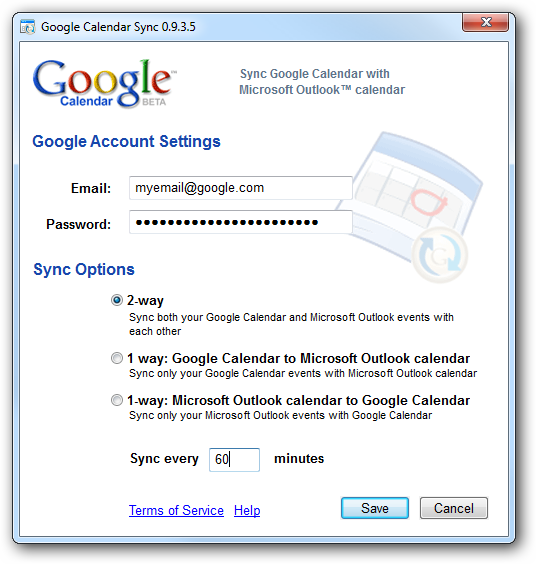 Google Calendar Sync 0.9.3.5
Google™
Calendar BETA
Sync Google Calendar with
Microsoft Outlook™ calendar
Google Account Settings
Email: myemail@google.com
Password: ●●●●●●●●●●●●●●●●●●●●●●●
Sync Options
2-way
Sync both your Google Calendar and Microsoft Outlook events with
each other
1 way: Google Calendar to Microsoft Outlook calendar
Sync only your Google Calendar events with Microsoft calendar
1-way: Microsoft Outlook calendar to Google Calendar
Sync only your Microsoft Outlook events with Google Calendar
Sync every 60 minutes
Terms of Service Help Save Cancel